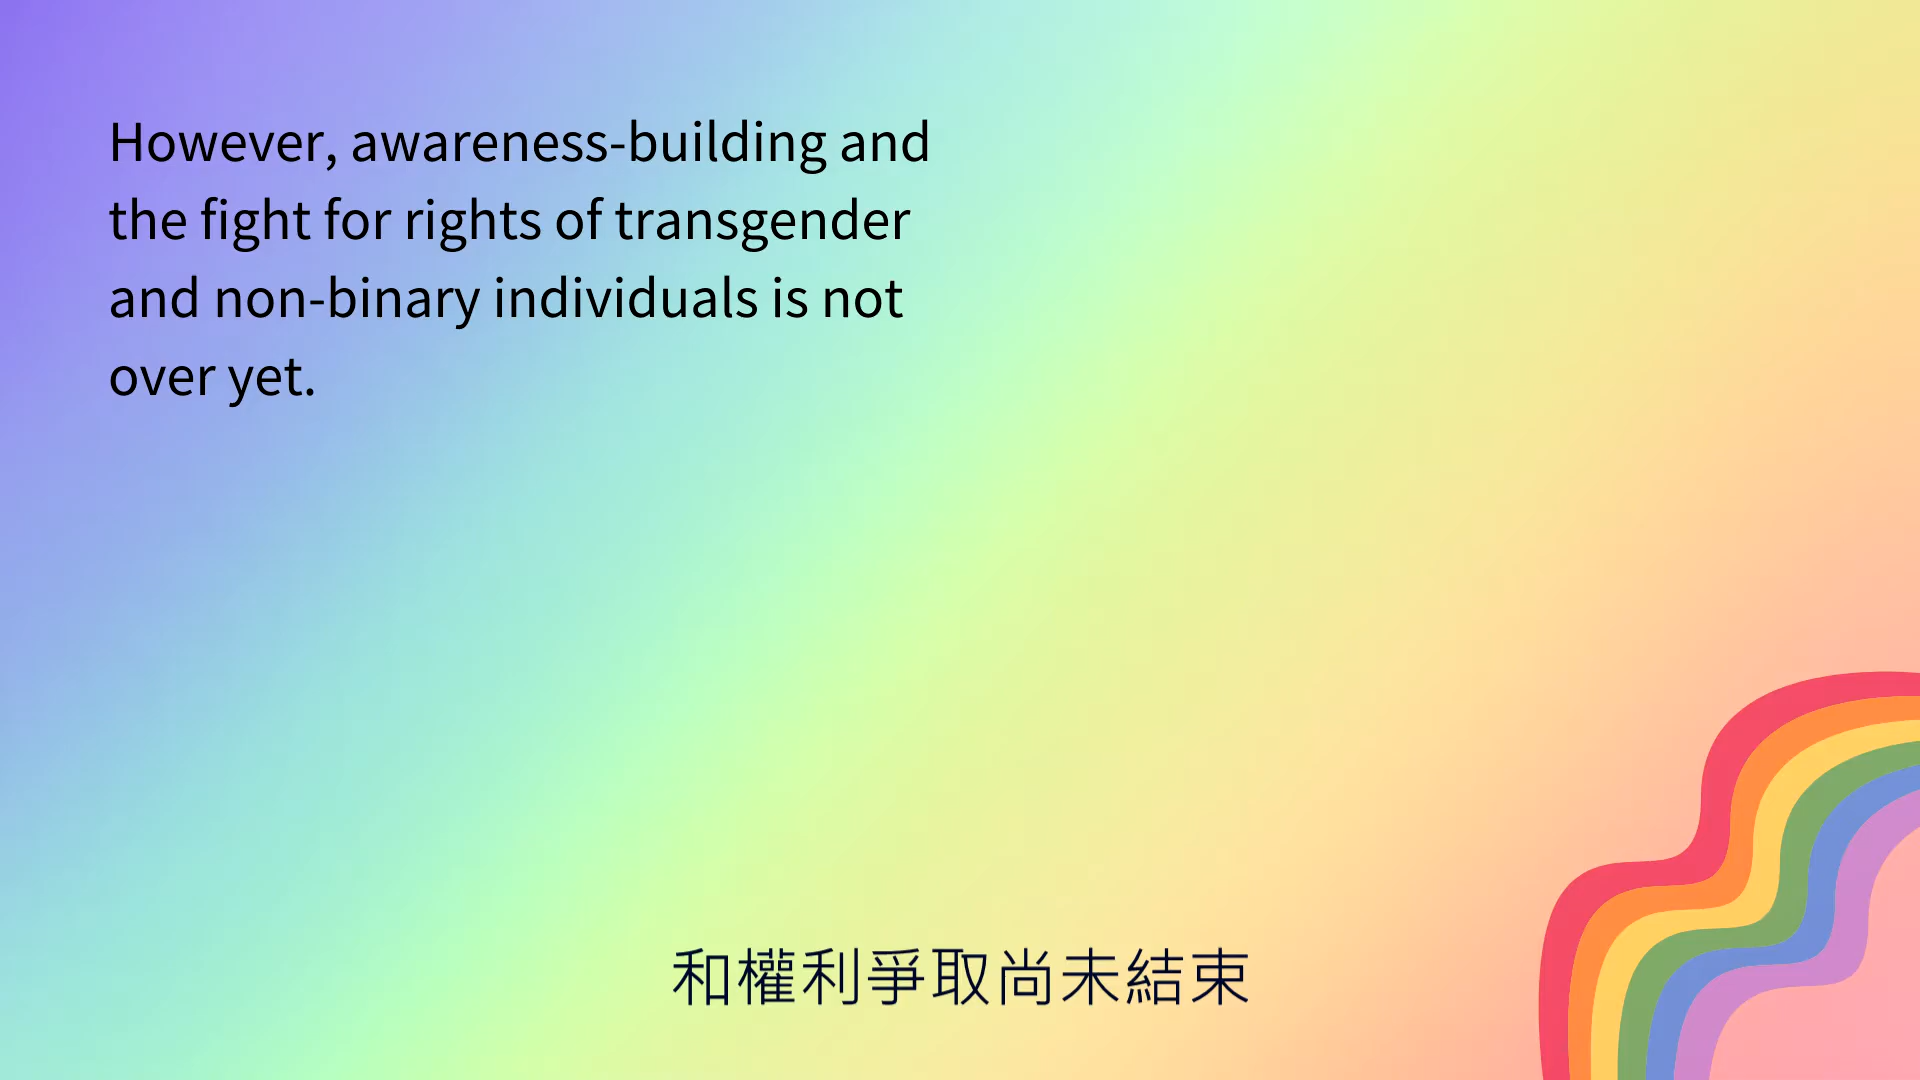 However, awareness-building and
the fight for rights of transgender
and non-binary individuals is not
over yet.
和權利爭取尚未結束